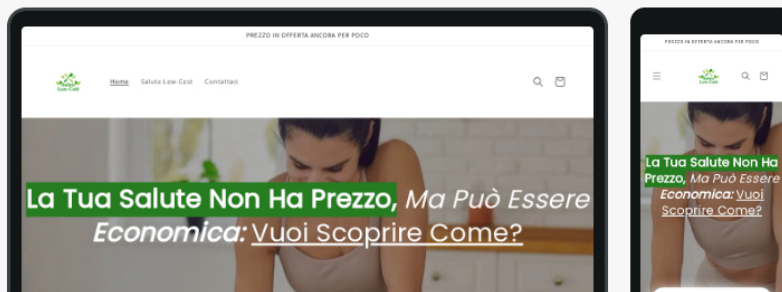 PREZZO IN OFFERTA ANCORA PER POCO
Low-Cost
Home Salute Low-Cost Contattaci
La Tua Salute Non Ha Prezzo, Ma Può Essere
Economica: Vuoi Scoprire Come?
PREZZO IN OFFERTA ANCORA PER POCO
Low-Cost
La Tua Salute Non Ha
Prezzo, Ma Può Essere
Economica: Vuoi
Scoprire Come?